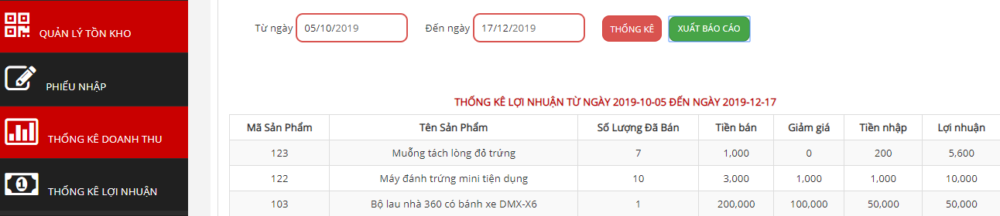 QUẢN LÝ TỒN KHO
PHIẾU NHẬP
THỐNG KÊ DOANH THU
THỐNG KÊ LỢI NHUẬN
Từ ngày 05/10/2019 Đến ngày 17/12/2019 THỐNG KÊ XUẤT BÁO CÁO
THỐNG KÊ LỢI NHUẬN TỪ NGÀY 2019-10-05 ĐẾN NGÀY 2019-12-17
Mã Sản Phẩm Tên Sản Phẩm Số Lượng Đã Bán Tiền bán Giảm giá Tiền nhập Lợi nhuận
123 Muỗng tách lòng đỏ trứng 7 1,000 0 200 5,600
122 Máy đánh trứng mini tiện dụng 10 3,000 1,000 1,000 10,000
103 Bộ lau nhà 360 có bánh xe DMX-X6 1 200,000 100,000 50,000 50,000